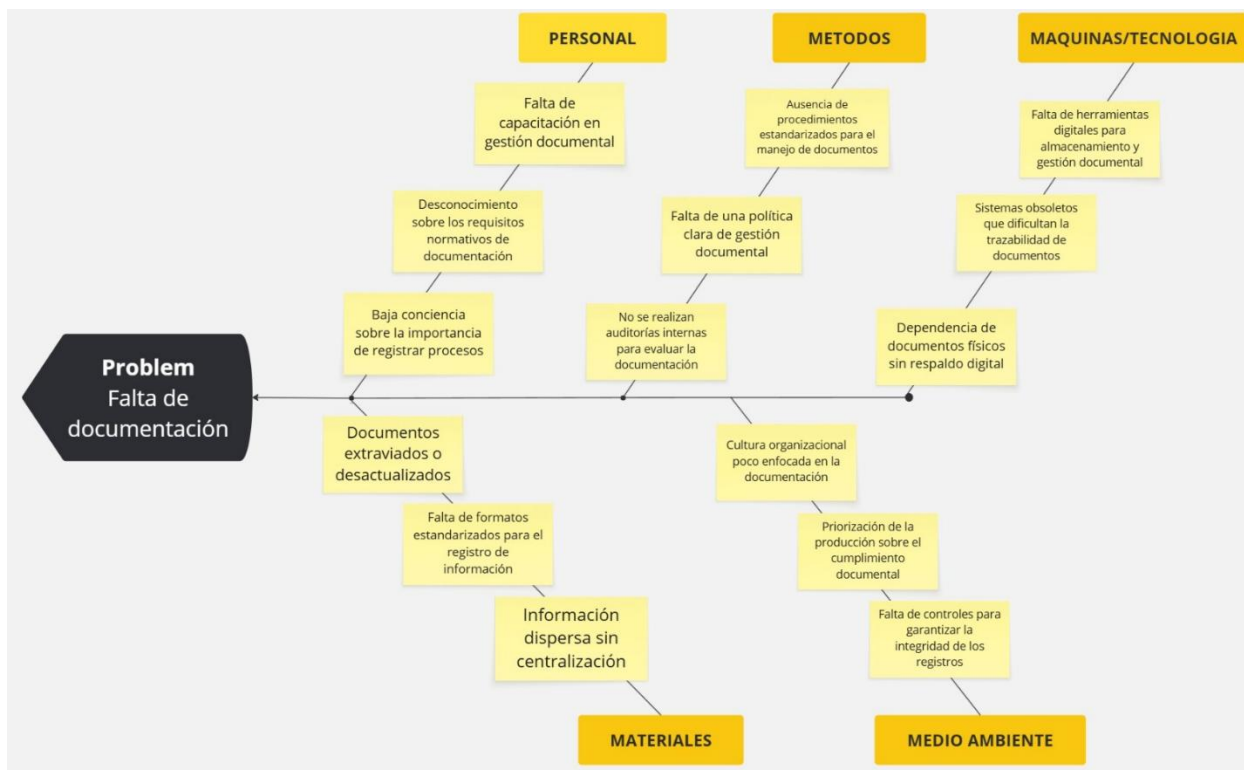 PERSONAL
METODOS
MAQUINAS/TECNOLOGIA
Falta de
capacitación en
gestión documental
Ausencia de
procedimientos
estandarizados para el
manejo de documentos
Falta de herramientas
digitales para
almacenamiento y
gestión documental
Desconocimiento
sobre los requisitos
normativos de
documentación
Falta de una política
clara de gestión
documental
Sistemas obsoletos
que dificultan la
trazabilidad de
documentos
Baja conciencia
sobre la importancia
de registrar procesos
No se realizan
auditorías internas
para evaluar la
documentación
Dependencia de
documentos físicos
sin respaldo digital
Problem
Falta de
documentación
Documentos
extraviados o
desactualizados
Cultura organizacional
poco enfocada en la
documentación
Falta de formatos
estandarizados para el
registro de
información
Priorización de la
producción sobre el
cumplimiento
documental
Información
dispersa sin
centralización
Falta de controles para
garantizar la
integridad de los
registros
MATERIALES
MEDIO AMBIENTE